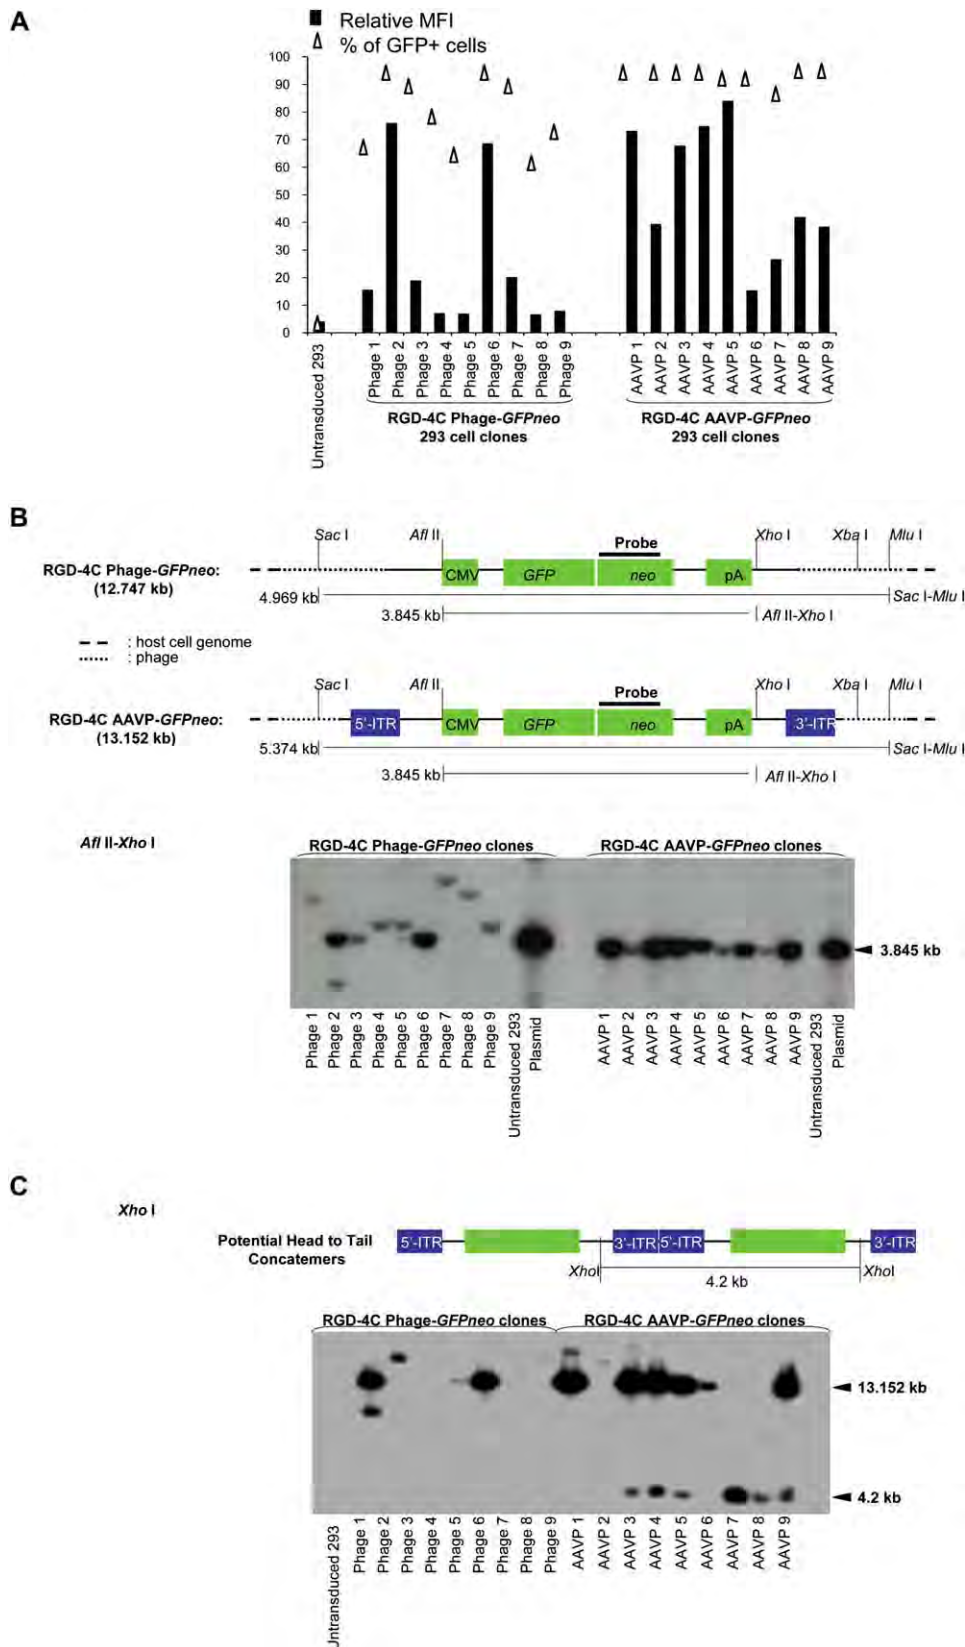 A
Relative MFI
% of GFP+ cells
100
90
80
70
60
50
40
30
20
10
0
Untransduced 293
Phage 1
Phage 2
Phage 3
Phage 4
Phage 5
Phage 6
Phage 7
Phage 8
Phage 9
AAVP 1
AAVP 2
AAVP 3
AAVP 4
AAVP 5
AAVP 6
AAVP 7
AAVP 8
AAVP 9
RGD-4C Phage-GFPneo
293 cell clones
RGD-4C AAVP-GFPneo
293 cell clones
B
Sac I
Afl II
Probe
Xho I
Xba I
Mlu I
RGD-4C Phage-GFPneo:
(12.747 kb)
CMV
GFP
neo
pA
4.969 kb
Sac I-Mlu I
3.845 kb
Afl II-Xho I
: host cell genome
: phage
Sac I
Afl II
Probe
Xho I
Xba I
Mlu I
RGD-4C AAVP-GFPneo:
(13.152 kb)
5'-ITR
CMV
GFP
neo
pA
3'-ITR
5.374 kb
Sac I-Mlu I
3.845 kb
Afl II-Xho I
Afl II-Xho I
RGD-4C Phage-GFPneo clones
RGD-4C AAVP-GFPneo clones
3.845 kb
Phage 1
Phage 2
Phage 3
Phage 4
Phage 5
Phage 6
Phage 7
Phage 8
Phage 9
Untransduced 293
Plasmid
AAVP 1
AAVP 2
AAVP 3
AAVP 4
AAVP 5
AAVP 6
AAVP 7
AAVP 8
AAVP 9
Untransduced 293
Plasmid
C
Xho I
Potential Head to Tail
Concatemers
5'-ITR
3'-ITR
5'-ITR
3'-ITR
XhoI
4.2 kb
XhoI
RGD-4C Phage-GFPneo clones
RGD-4C AAVP-GFPneo clones
13.152 kb
4.2 kb
Untransduced 293
Phage 1
Phage 2
Phage 3
Phage 4
Phage 5
Phage 6
Phage 7
Phage 8
Phage 9
AAVP 1
AAVP 2
AAVP 3
AAVP 4
AAVP 5
AAVP 6
AAVP 7
AAVP 8
AAVP 9